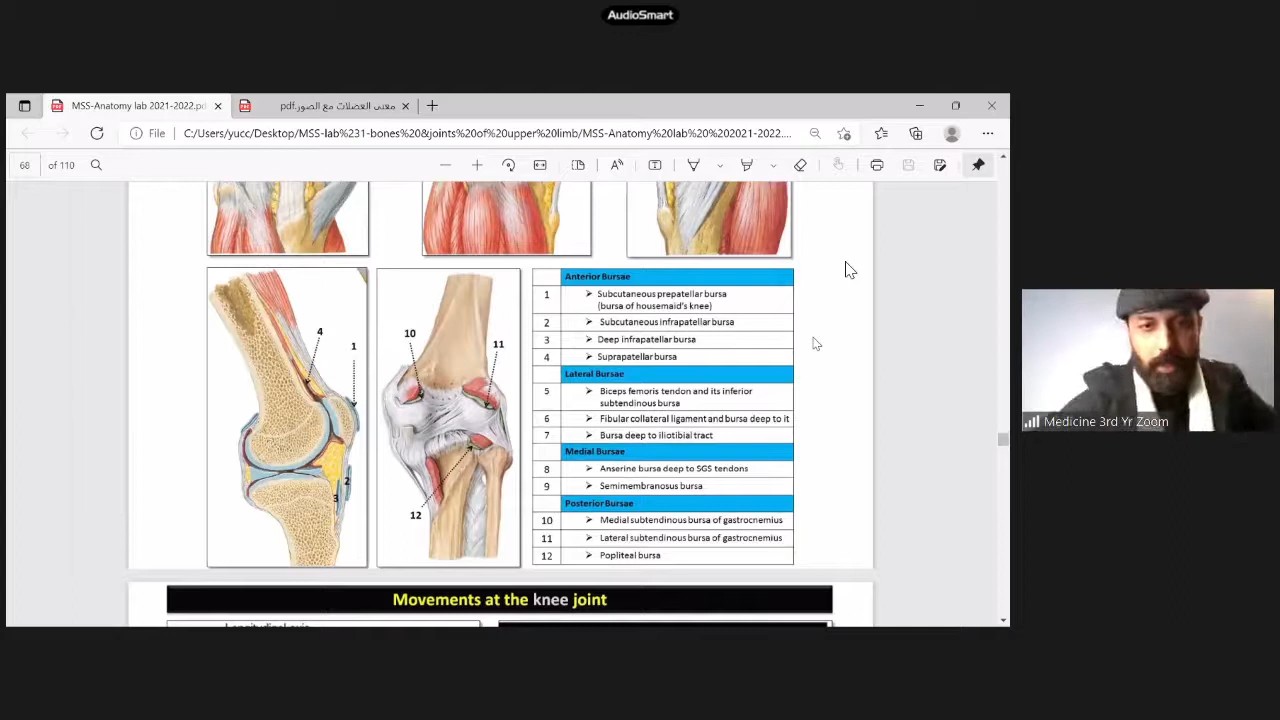 AudioSmart
MSS-Anatomy lab 2021-2022.pd
معنى العضلات مع الصور.pdf
File
C:/Users/yucc/Desktop/MSS-lab%231-bones%20&joints%20of%20upper%20limb/MSS-Anatomy%20lab%20%202021-2022....
68 of 110
Anterior Bursae
1 ➤ Subcutaneous prepatellar bursa
(bursa of housemaid's knee)
2 ➤ Subcutaneous infrapatellar bursa
3 ➤ Deep infrapatellar bursa
4 ➤ Suprapatellar bursa
Lateral Bursae
5 ➤ Biceps femoris tendon and its inferior
subtendinous bursa
6 ➤ Fibular collateral ligament and bursa deep to it
7 ➤ Bursa deep to iliotibial tract
Medial Bursae
8 ➤ Anserine bursa deep to SGS tendons
9 ➤ Semimembranosus bursa
Posterior Bursae
10 ➤ Medial subtendinous bursa of gastrocnemius
11 ➤ Lateral subtendinous bursa of gastrocnemius
12 ➤ Popliteal bursa
4
1
2
3
10
11
12
Movements at the knee joint
Longitudinal axis
Medicine 3rd Yr Zoom